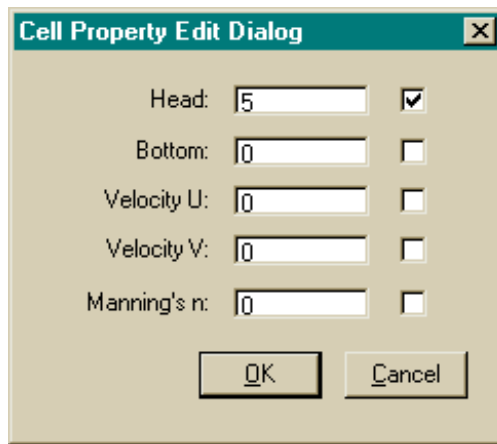 Cell Property Edit Dialog
Head: 5
Bottom: 0
Velocity U: 0
Velocity V: 0
Manning's n: 0
OK Cancel